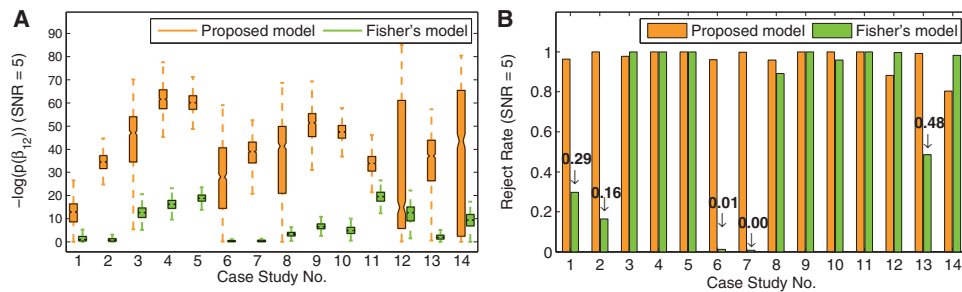 A
Proposed model Fisher's model
−log(p(β12)) (SNR = 5)
90
80
70
60
50
40
30
20
10
0
1 2 3 4 5 6 7 8 9 10 11 12 13 14
Case Study No.
B
Proposed model Fisher's model
Reject Rate (SNR = 5)
1
0.8
0.6
0.4
0.2
0
0.29
0.16
0.01
0.00
0.48
1 2 3 4 5 6 7 8 9 10 11 12 13 14
Case Study No.